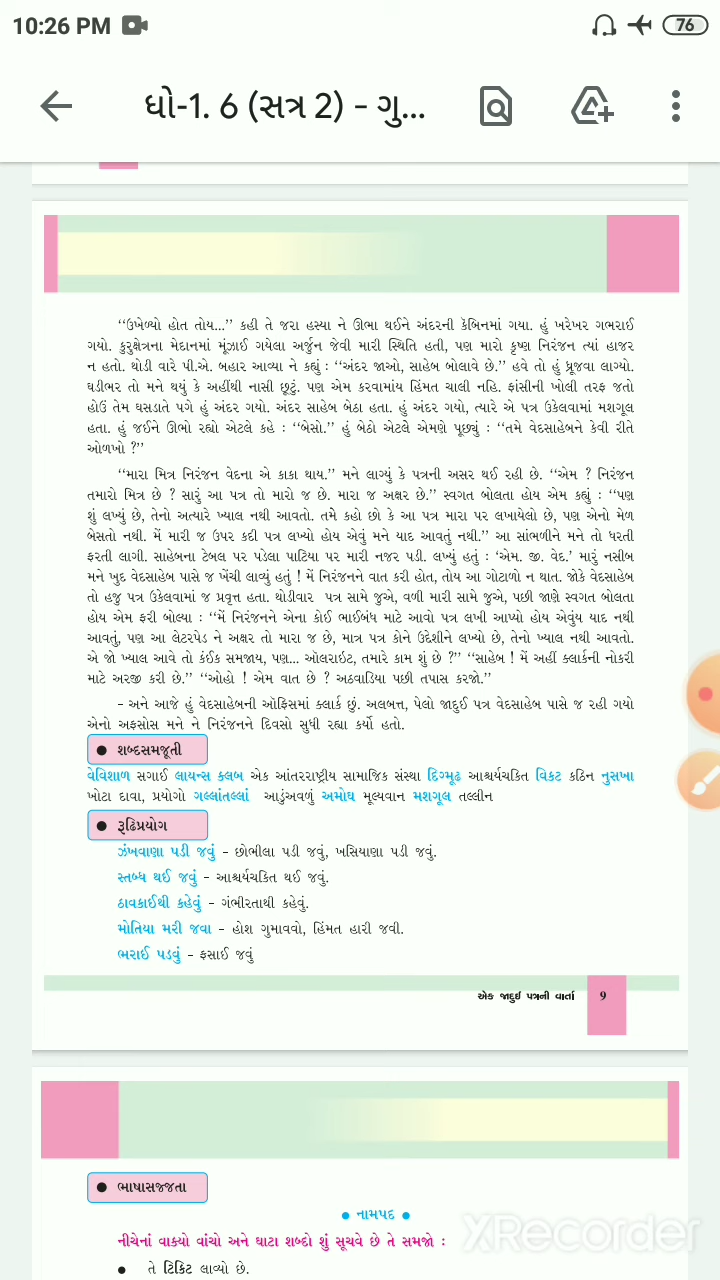 10:26 PM
76
ધો-1. 6 (સત્ર 2) - ગુ...
‘‘ઉખેળ્યો હોત તોય...’’ કહી તે જરા હસ્યા ને ઊભા થઈને અંદરની કૅબિનમાં ગયા. હું ખરેખર ગભરાઈ
ગયો. કુરુક્ષેત્રના મેદાનમાં મૂંઝાઈ ગયેલા અર્જુન જેવી મારી સ્થિતિ હતી, પણ મારો કૃષ્ણ નિરંજન ત્યાં હાજર
ન હતો. થોડી વારે પી.એ. બહાર આવ્યા ને કહ્યું : ‘‘અંદર જાઓ, સાહેબ બોલાવે છે.’’ હવે તો હું ધ્રૂજવા લાગ્યો.
ઘડીભર તો મને થયું કે અહીંથી નાસી છૂટું. પણ એમ કરવામાંય હિંમત ચાલી નહિ. ફાંસીની ખોલી તરફ જતો
હોઉં તેમ ઘસડાતે પગે હું અંદર ગયો. અંદર સાહેબ બેઠા હતા. હું અંદર ગયો, ત્યારે એ પત્ર ઉકેલવામાં મશગૂલ
હતા. હું જઈને ઊભો રહ્યો એટલે કહે : ‘‘બેસો.’’ હું બેઠો એટલે એમણે પૂછ્યું : ‘‘તમે વેદસાહેબને કેવી રીતે
ઓળખો ?’’
‘‘મારા મિત્ર નિરંજન વેદના એ કાકા થાય.’’ મને લાગ્યું કે પત્રની અસર થઈ રહી છે. ‘‘એમ ? નિરંજન
તમારો મિત્ર છે ? સારું આ પત્ર તો મારો જ છે. મારા જ અક્ષર છે.’’ સ્વગત બોલતા હોય એમ કહ્યું : ‘‘પણ
શું લખ્યું છે, તેનો અત્યારે ખ્યાલ નથી આવતો. તમે કહો છો કે આ પત્ર મારા પર લખાયેલો છે, પણ એનો મેળ
બેસતો નથી. મેં મારી જ ઉપર કદી પત્ર લખ્યો હોય એવું મને યાદ આવતું નથી.’’ આ સાંભળીને મને તો ધરતી
ફરતી લાગી. સાહેબના ટેબલ પર પડેલા પાટિયા પર મારી નજર પડી. લખ્યું હતું : ‘એમ. જી. વેદ.’ મારું નસીબ
મને ખુદ વેદસાહેબ પાસે જ ખેંચી લાવ્યું હતું ! મેં નિરંજનને વાત કરી હોત, તોય આ ગોટાળો ન થાત. જોકે વેદસાહેબ
તો હજુ પત્ર ઉકેલવામાં જ પ્રવૃત્ત હતા. થોડીવાર પત્ર સામે જુએ, વળી મારી સામે જુએ, પછી જાણે સ્વગત બોલતા
હોય એમ ફરી બોલ્યા : ‘‘મેં નિરંજનને એના કોઈ ભાઈબંધ માટે આવો પત્ર લખી આપ્યો હોય એવુંય યાદ નથી
આવતું, પણ આ લેટરપેડ ને અક્ષર તો મારા જ છે, માત્ર પત્ર કોને ઉદ્દેશીને લખ્યો છે, તેનો ખ્યાલ નથી આવતો.
એ જો ખ્યાલ આવે તો કંઈક સમજાય, પણ... ઑલરાઇટ, તમારે કામ શું છે ?’’ ‘‘સાહેબ ! મેં અહીં ક્લાર્કની નોકરી
માટે અરજી કરી છે.’’ ‘‘ઓહો ! એમ વાત છે ? અઠવાડિયા પછી તપાસ કરજો.’’
- અને આજે હું વેદસાહેબની ઑફિસમાં ક્લાર્ક છું. અલબત્ત, પેલો જાદુઈ પત્ર વેદસાહેબ પાસે જ રહી ગયો
એનો અફસોસ મને ને નિરંજનને દિવસો સુધી રહ્યા કર્યો હતો.
● શબ્દસમજૂતી
વેવિશાળ સગાઈ લાયન્સ ક્લબ એક આંતરરાષ્ટ્રીય સામાજિક સંસ્થા દિગ્મૂઢ આશ્ચર્યચકિત વિકટ કઠિન નુસખા
ખોટા દાવા, પ્રયોગો ગલ્લાંતલ્લાં આડુંઅવળું અમોઘ મૂલ્યવાન મશગૂલ તલ્લીન
● રૂઢિપ્રયોગ
ઝંખવાણા પડી જવું - છોભીલા પડી જવું, ખસિયાણા પડી જવું.
સ્તબ્ધ થઈ જવું - આશ્ચર્યચકિત થઈ જવું.
ઠાવકાઈથી કહેવું - ગંભીરતાથી કહેવું.
મોતિયા મરી જવા - હોશ ગુમાવવો, હિંમત હારી જવી.
ભરાઈ પડવું - ફસાઈ જવું
એક જાદુઈ પત્રની વાર્તા 9
● ભાષાસજ્જતા
● નામપદ ●
નીચેનાં વાક્યો વાંચો અને ઘાટા શબ્દો શું સૂચવે છે તે સમજો :
● તે ટિકિટ લાવ્યો છે.
XRecorder